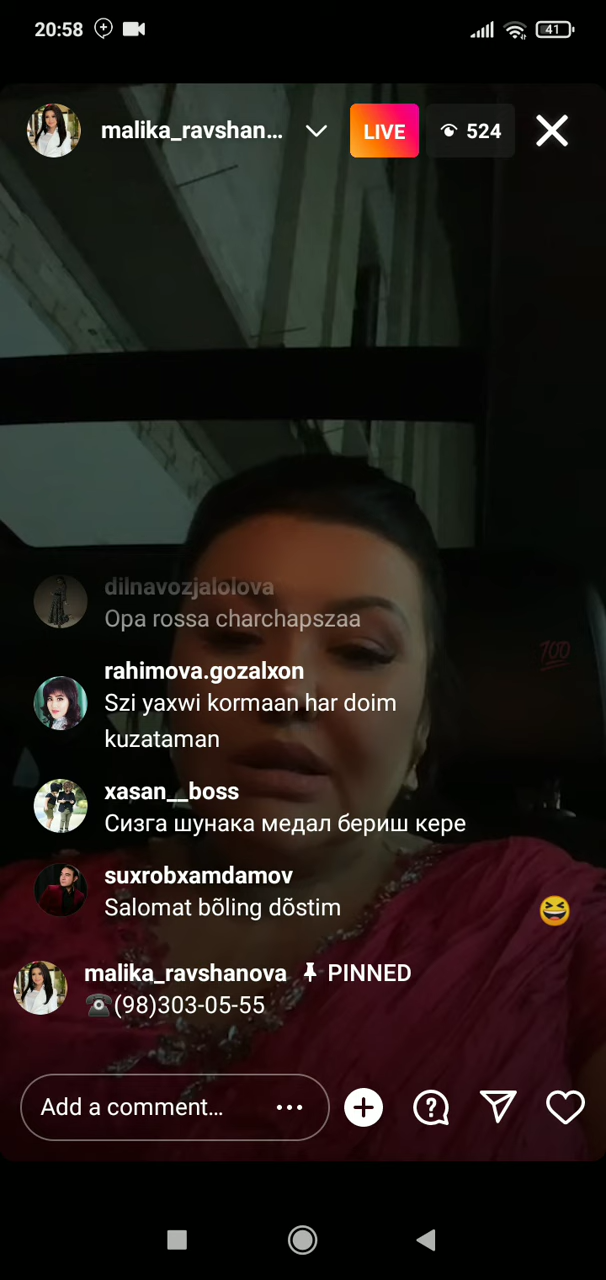 20:58
41
malika_ravshan...
LIVE
524
dilnavozjalolova
Opa rossa charchapszaa
rahimova.gozalxon
Szi yaxwi kormaan har doim
kuzataman
xasan__boss
Сизга шунака медал бериш кере
suxrobxamdamov
Salomat bõling dõstim
malika_ravshanova PINNED
☎(98)303-05-55
Add a comment...